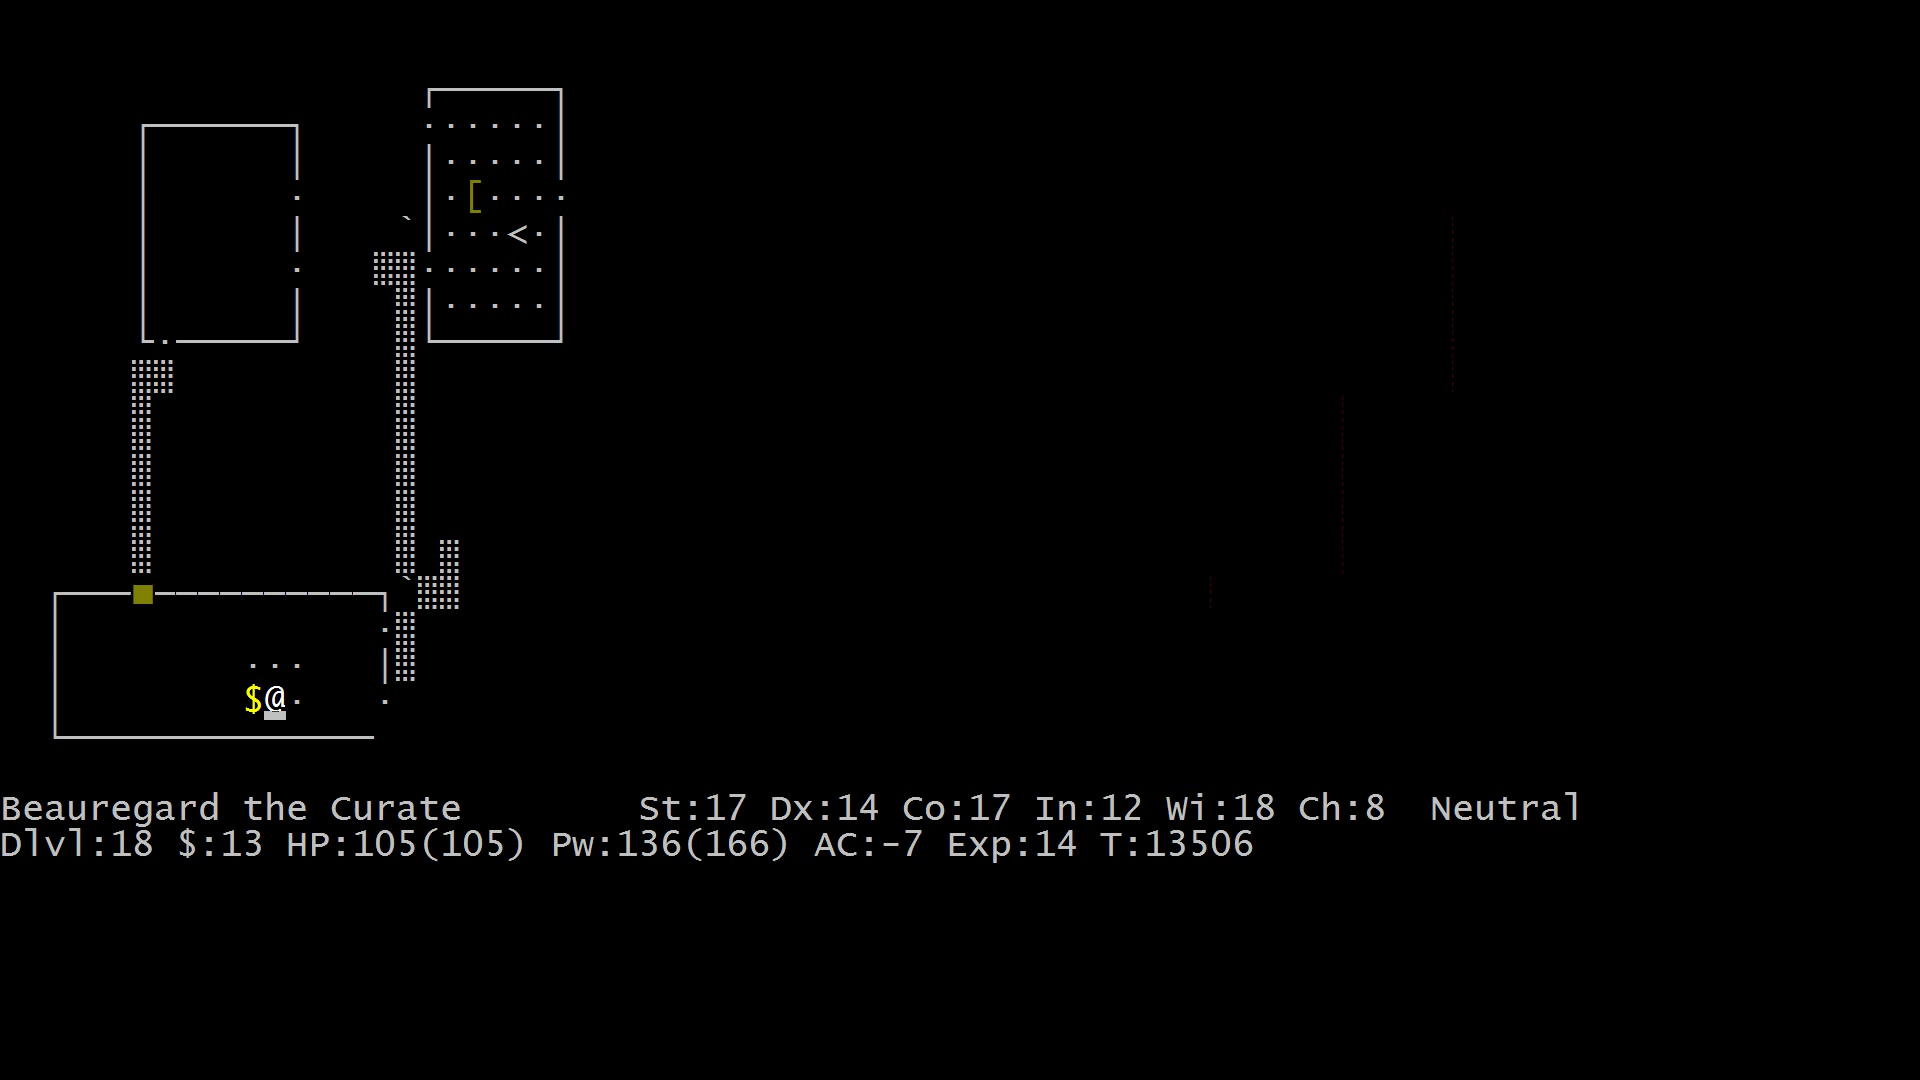 Beauregard the Curate St:17 Dx:14 Co:17 In:12 Wi:18 Ch:8 Neutral
Dlvl:18 $:13 HP:105(105) Pw:136(166) AC:-7 Exp:14 T:13506